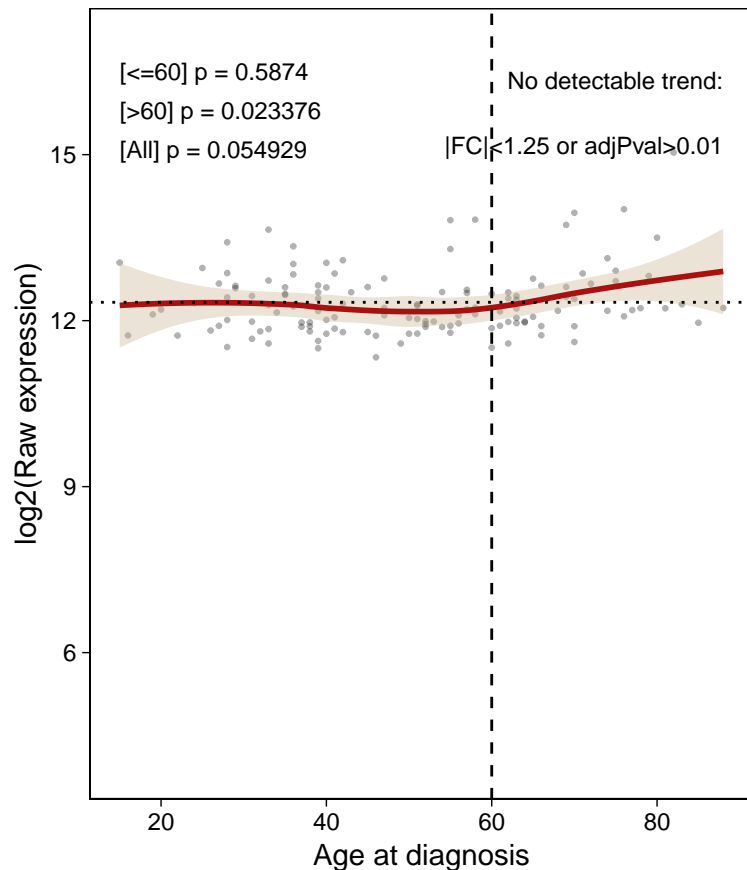 [<=60] p = 0.5874
[>60] p = 0.023376
[All] p = 0.054929
No detectable trend:
|FC|<1.25 or adjPval>0.01
log2(Raw expression)
15
12
9
6
20 40 60 80
Age at diagnosis